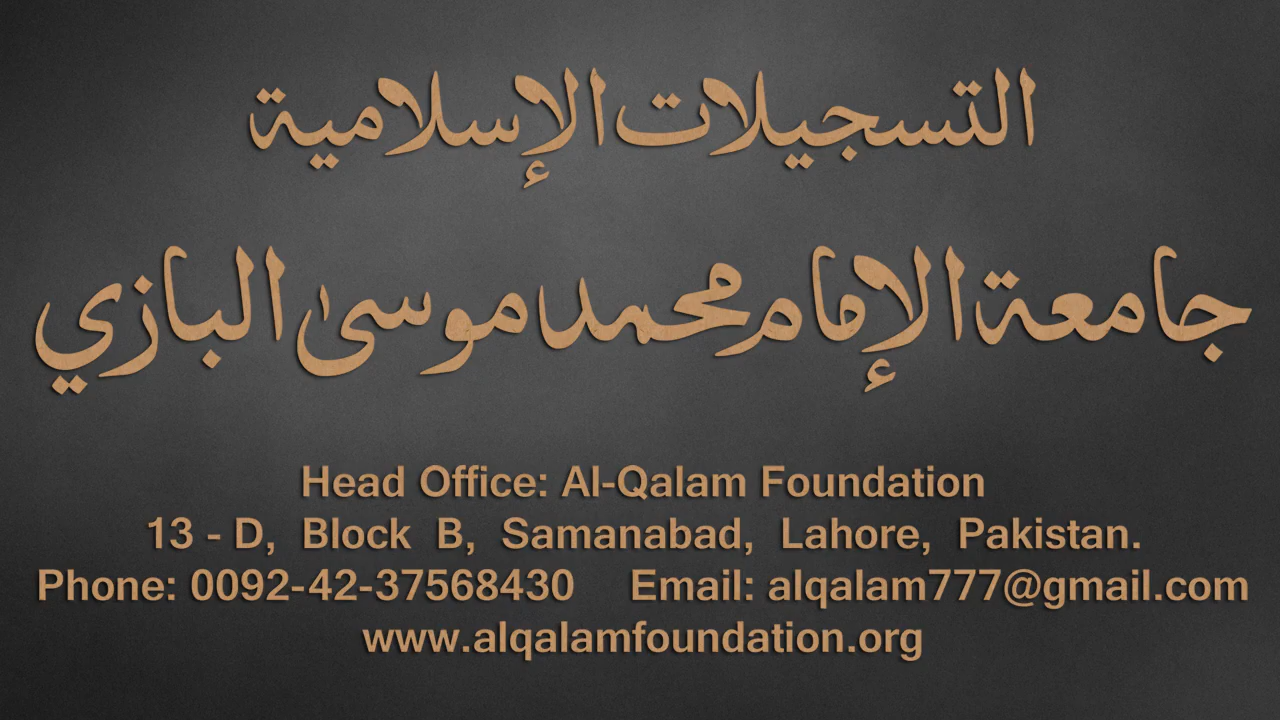 التسجيلات الإسلامية
جامعة الإمام محمد موسىٰ البازي
Head Office: Al-Qalam Foundation
13 - D, Block B, Samanabad, Lahore, Pakistan.
Phone: 0092-42-37568430 Email: alqalam777@gmail.com
www.alqalamfoundation.org